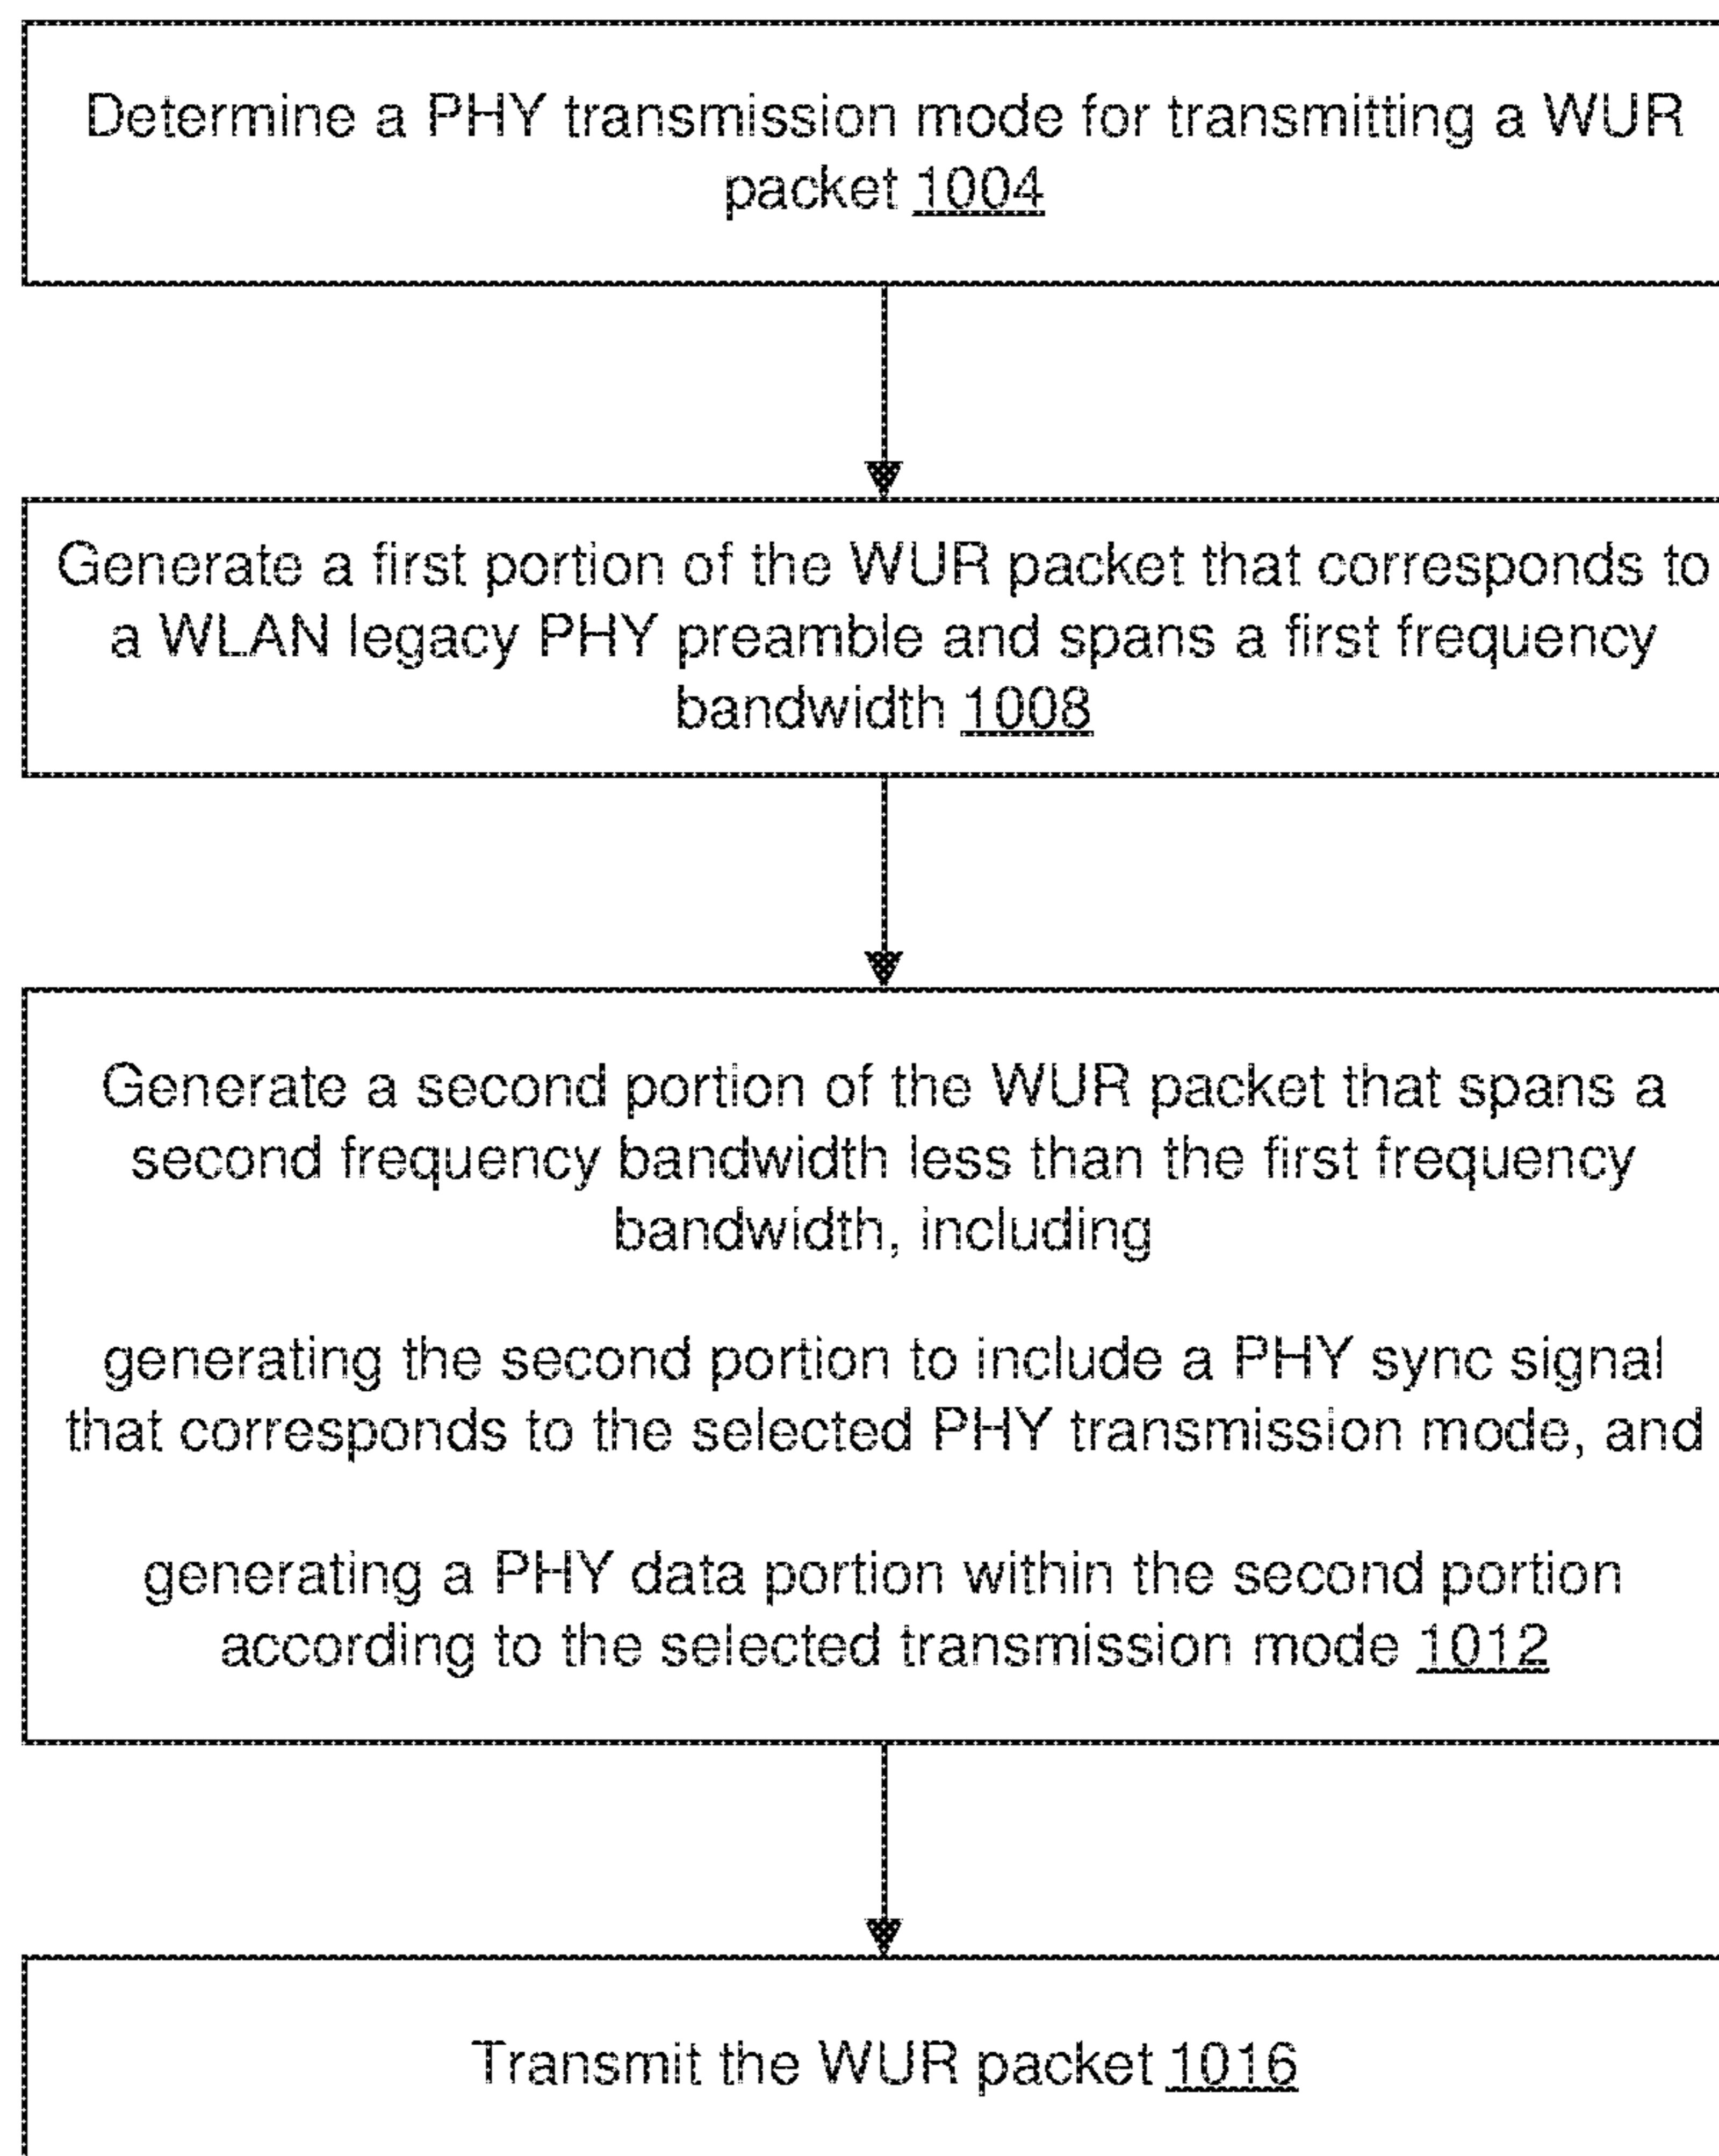 Determine a PHY transmission mode for transmitting a WUR
packet 1004
Generate a first portion of the WUR packet that corresponds to
a WLAN legacy PHY preamble and spans a first frequency
bandwidth 1008
Generate a second portion of the WUR packet that spans a
second frequency bandwidth less than the first frequency
bandwidth, including
generating the second portion to include a PHY sync signal
that corresponds to the selected PHY transmission mode, and
generating a PHY data portion within the second portion
according to the selected transmission mode 1012
Transmit the WUR packet 1016